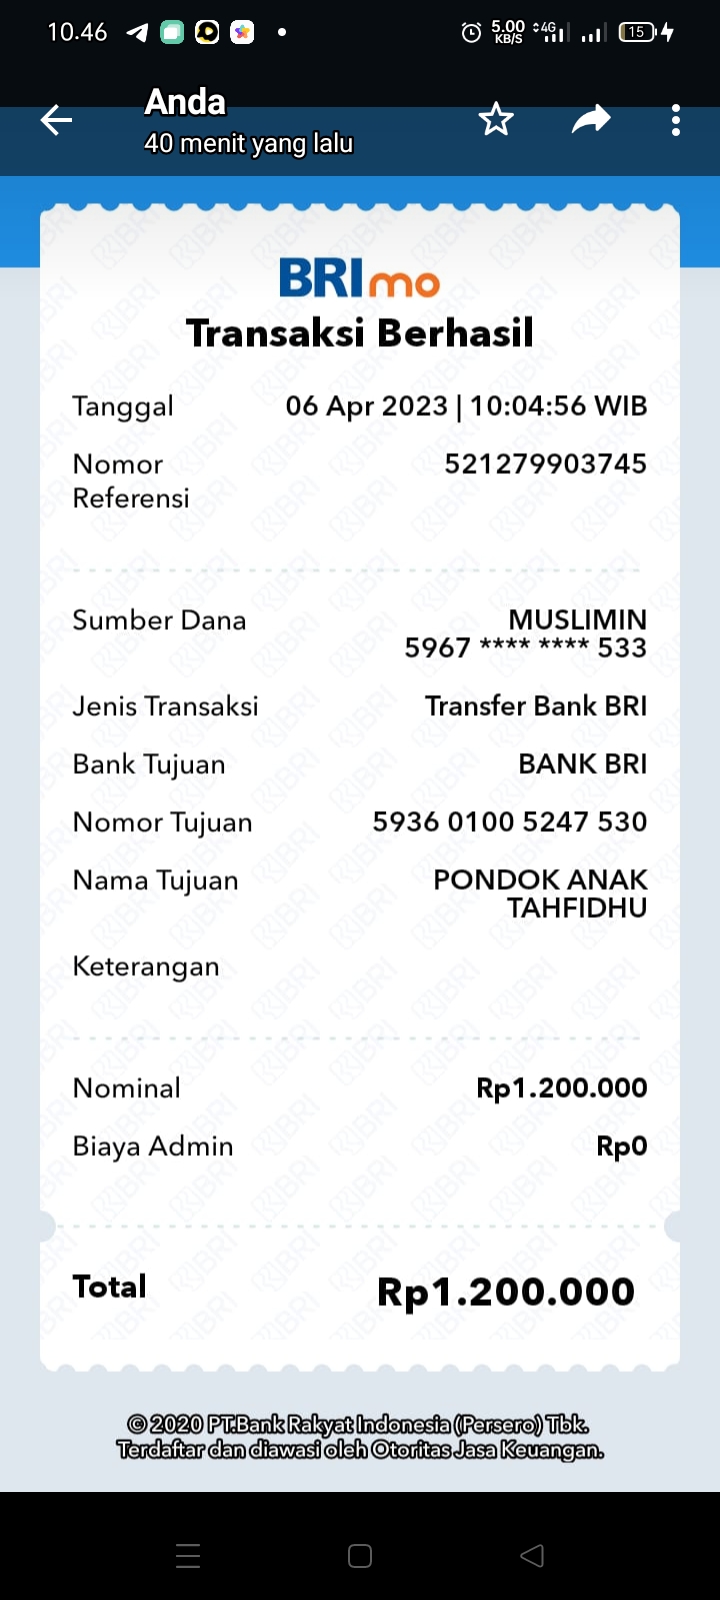 10.46
5.00
KB/S
4G
15
Anda
40 menit yang lalu
BRImo
Transaksi Berhasil
Tanggal 06 Apr 2023 | 10:04:56 WIB
Nomor 521279903745
Referensi
Sumber Dana MUSLIMIN
5967 **** **** 533
Jenis Transaksi Transfer Bank BRI
Bank Tujuan BANK BRI
Nomor Tujuan 5936 0100 5247 530
Nama Tujuan PONDOK ANAK
TAHFIDHU
Keterangan
Nominal Rp1.200.000
Biaya Admin Rp0
Total Rp1.200.000
© 2020 PT.Bank Rakyat Indonesia (Persero) Tbk.
Terdaftar dan diawasi oleh Otoritas Jasa Keuangan.